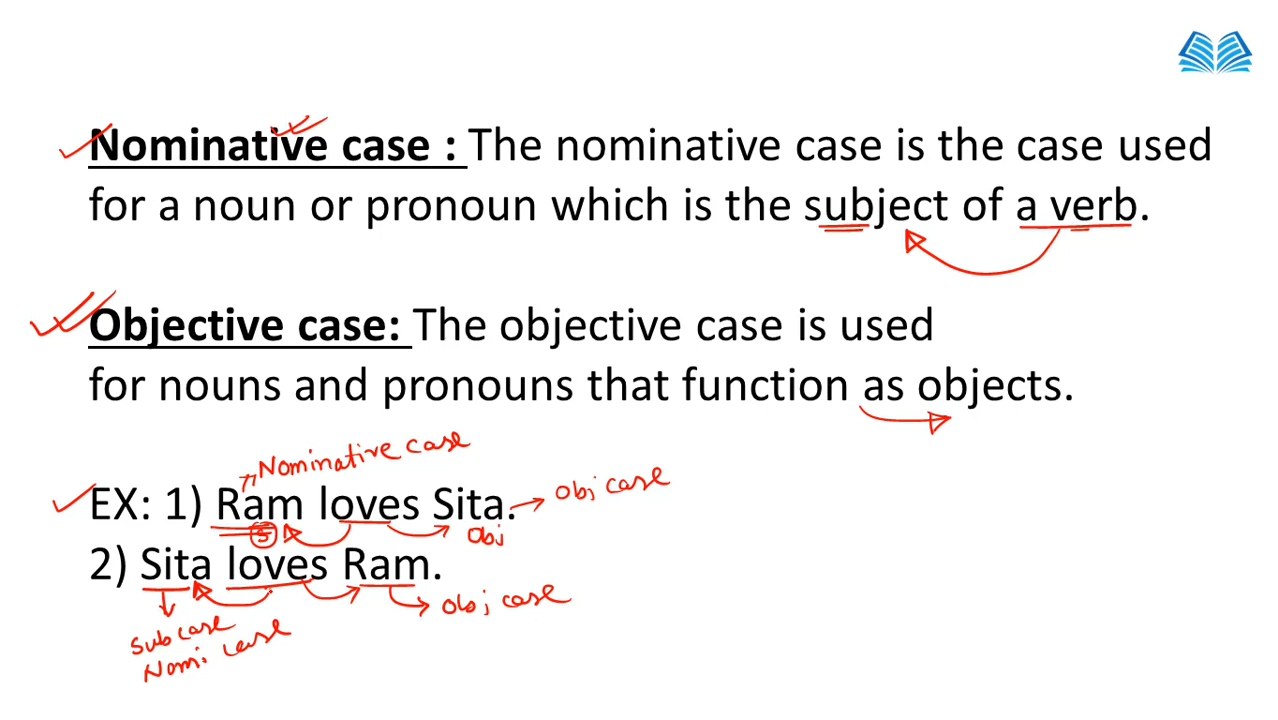 Nominative case : The nominative case is the case used
for a noun or pronoun which is the subject of a verb.
Objective case: The objective case is used
for nouns and pronouns that function as objects.
Nominative case
EX: 1) Ram loves Sita. Obj case
S Obj
2) Sita loves Ram.
Obj case
Sub case
Nomi case